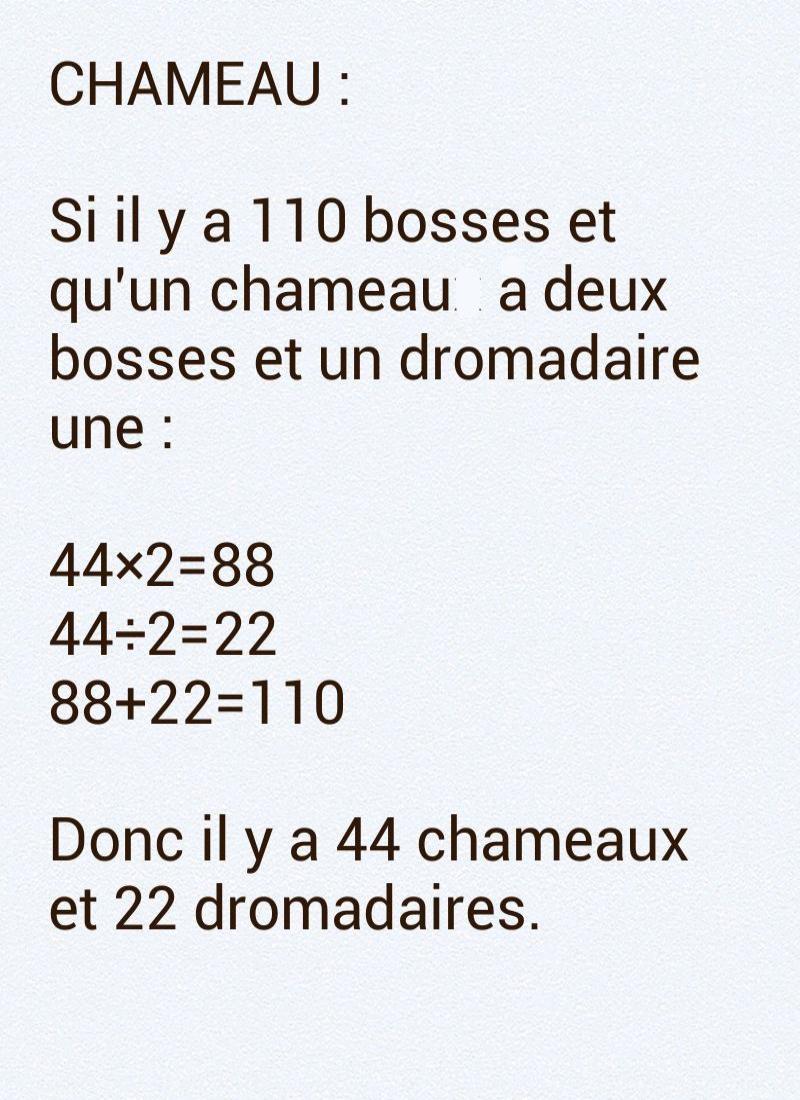 CHAMEAU :
Si il y a 110 bosses et
qu'un chameau a deux
bosses et un dromadaire
une :
44×2=88
44÷2=22
88+22=110
Donc il y a 44 chameaux
et 22 dromadaires.